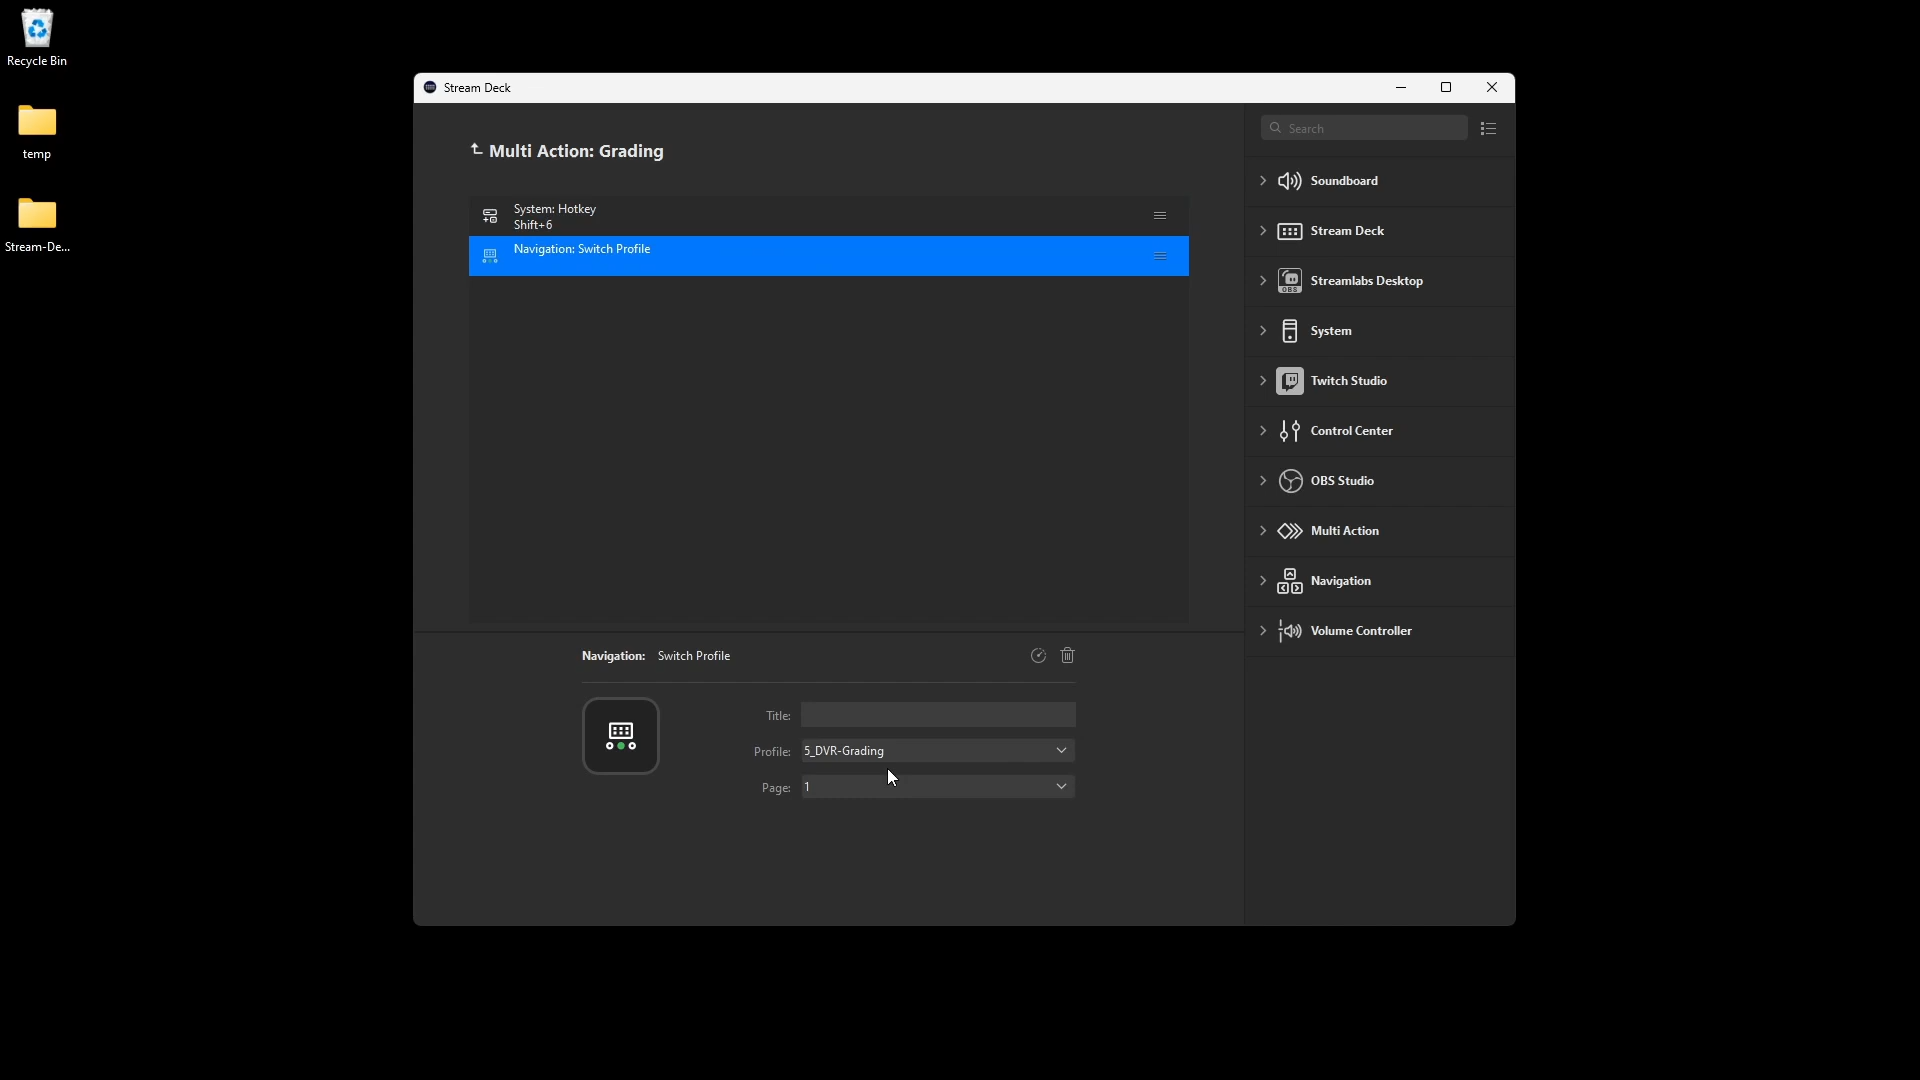 Recycle Bin
temp
Stream-De...
Stream Deck
Multi Action: Grading
System: Hotkey
Shift+6
Navigation: Switch Profile
Navigation: Switch Profile
Title:
Profile: 5_DVR-Grading
Page: 1
Search
Soundboard
Stream Deck
OBS
Streamlabs Desktop
System
Twitch Studio
Control Center
OBS Studio
Multi Action
Navigation
Volume Controller